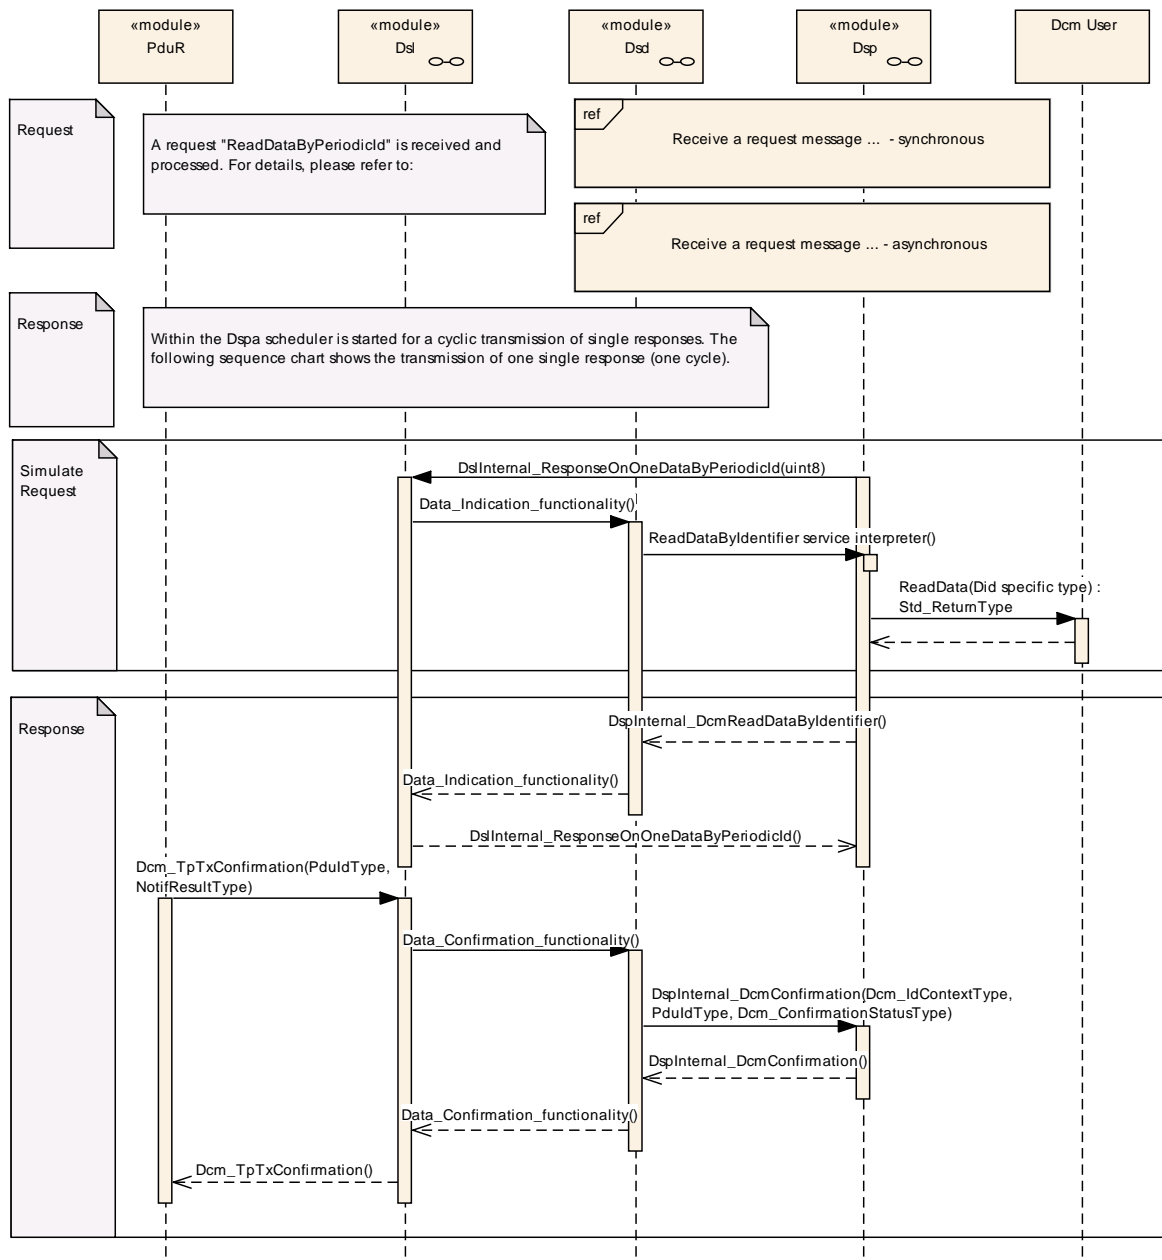 «module»
PduR
«module»
Dsl
«module»
Dsd
«module»
Dsp
Dcm User
Request
A request "ReadDataByPeriodicId" is received and
processed. For details, please refer to:
ref
Receive a request message ... - synchronous
ref
Receive a request message ... - asynchronous
Response
Within the Dspa scheduler is started for a cyclic transmission of single responses. The
following sequence chart shows the transmission of one single response (one cycle).
Simulate
Request
DslInternal_ResponseOnOneDataByPeriodicId(uint8)
Data_Indication_functionality()
ReadDataByIdentifier service interpreter()
ReadData(Did specific type) :
Std_ReturnType
Response
DspInternal_DcmReadDataByIdentifier()
Data_Indication_functionality()
DslInternal_ResponseOnOneDataByPeriodicId()
Dcm_TpTxConfirmation(PduIdType,
NotifResultType)
Data_Confirmation_functionality()
DspInternal_DcmConfirmation(Dcm_IdContextType,
PduIdType, Dcm_ConfirmationStatusType)
DspInternal_DcmConfirmation()
Data_Confirmation_functionality()
Dcm_TpTxConfirmation()